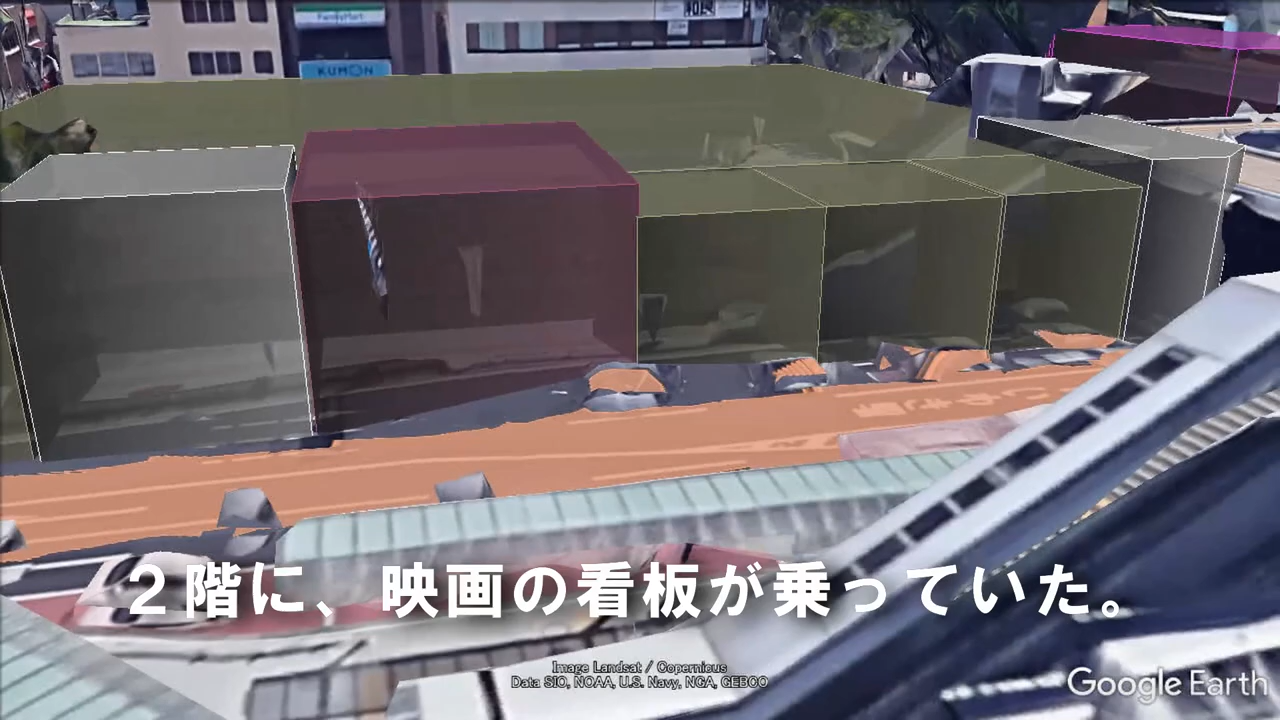 FamilyMart
KUMON
２階に、映画の看板が乗っていた。
Image Landsat / Copernicus
Data SIO, NOAA, U.S. Navy, NGA, GEBCO
Google Earth